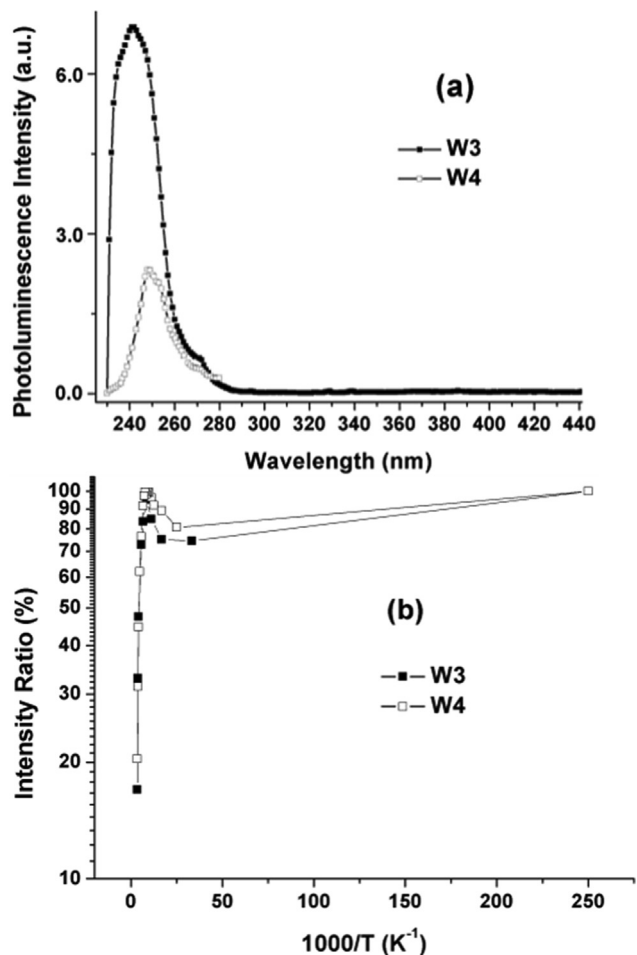 Photoluminescence Intensity (a.u.)
6.0
3.0
0.0
(a)
W3
W4
240 260 280 300 320 340 360 380 400 420 440
Wavelength (nm)
Intensity Ratio (%)
100
90
80
70
60
50
40
30
20
10
(b)
W3
W4
0 50 100 150 200 250
1000/T (K⁻¹)